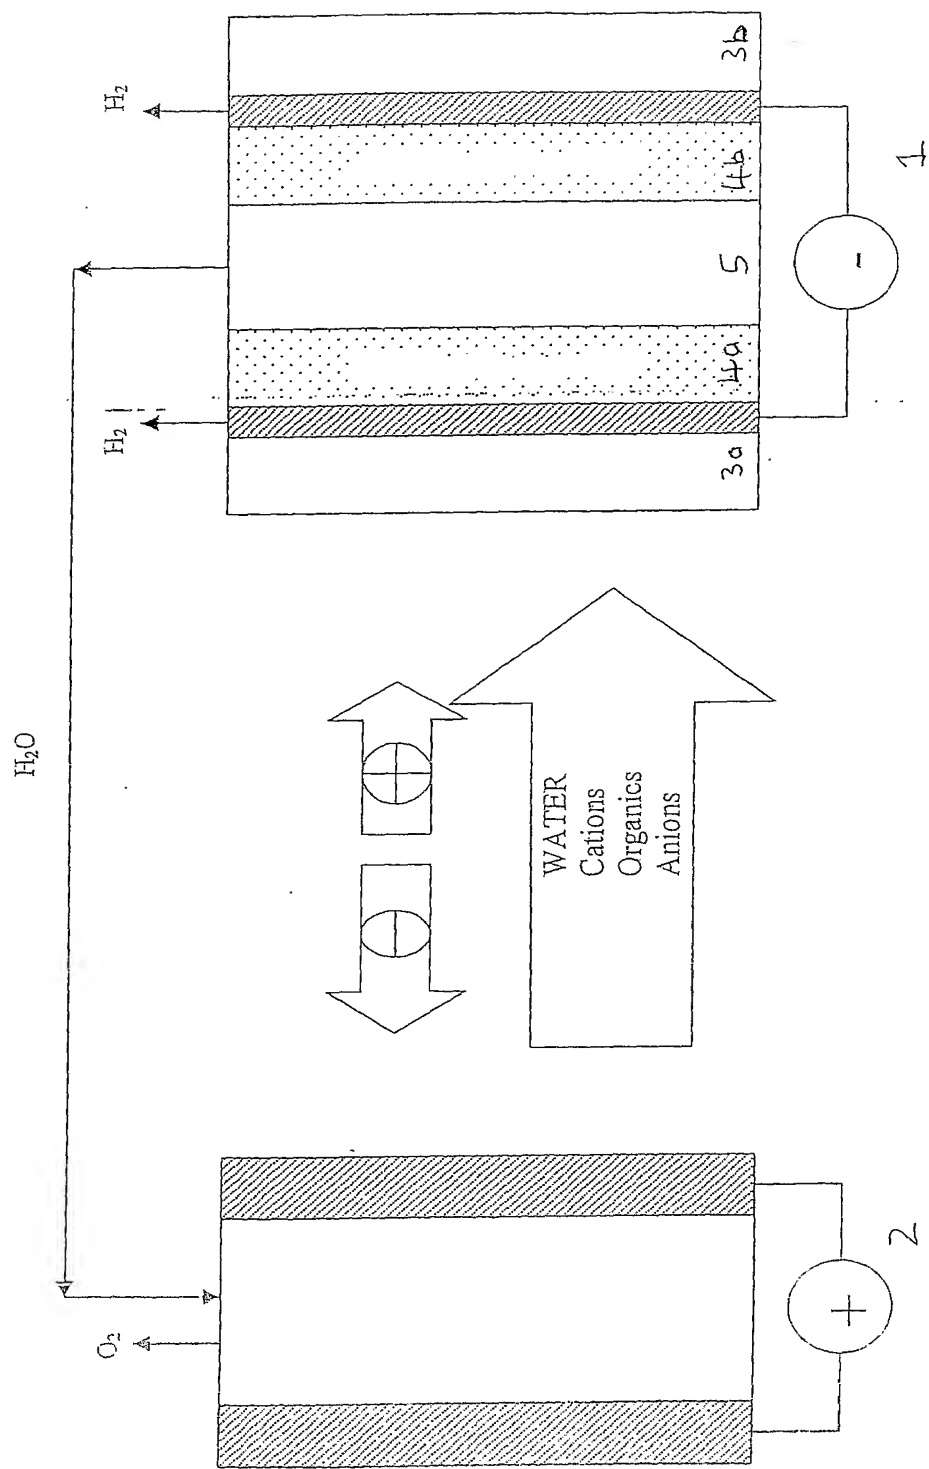 H₂O
O₂
H₂
H₂
WATER
Cations
Organics
Anions
3a
4a
5
4b
3b
+
-
2
1